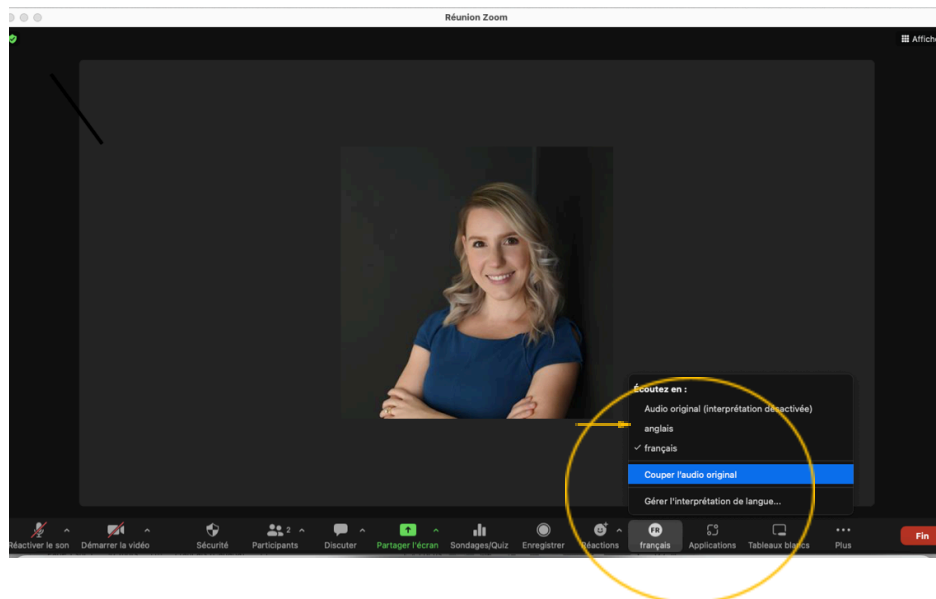 Réunion Zoom
Affiche
Écoutez en :
Audio original (interprétation désactivée)
anglais
✓ français
Couper l'audio original
Gérer l'interprétation de langue...
2
FR
Réactiver le son Démarrer la vidéo Sécurité Participants Discuter Partager l'écran Sondages/Quiz Enregistrer Réactions français Applications Tableaux blancs Plus Fin